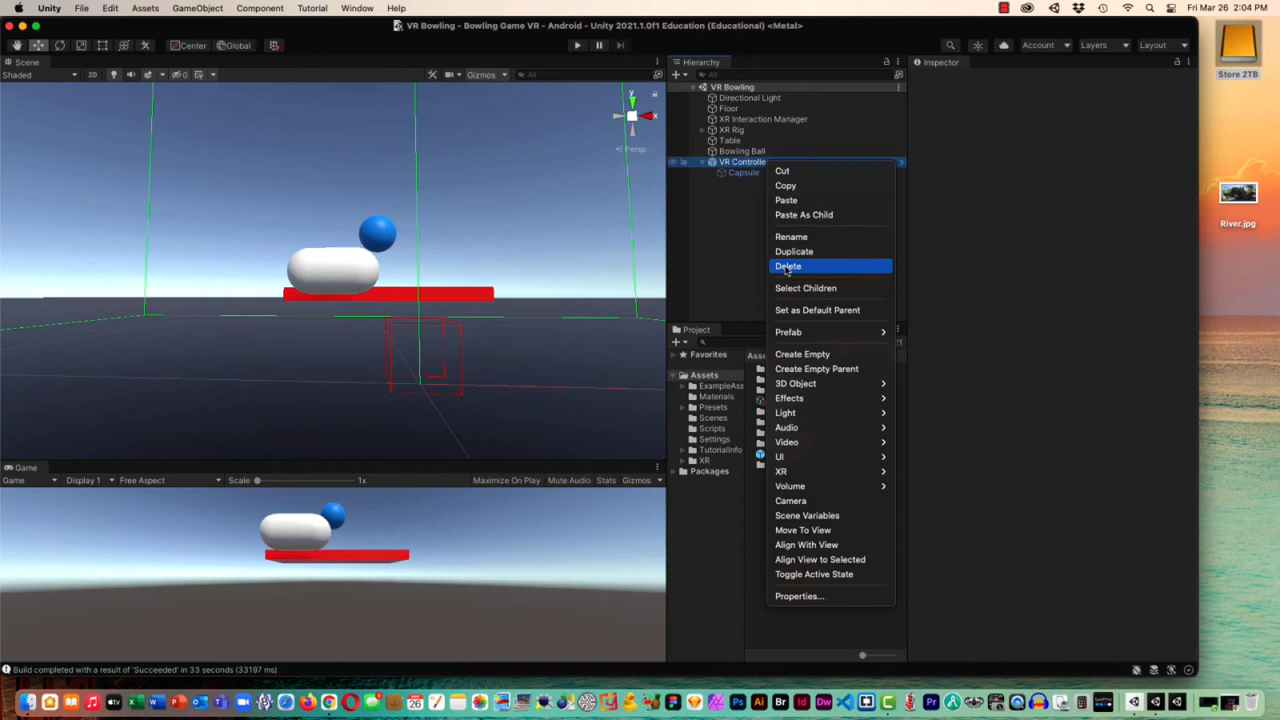 Unity File Edit Assets GameObject Component Tutorial Window Help Fri Mar 26 2:04 PM
VR Bowling - Bowling Game VR - Android - Unity 2021.1.0f1 Education (Educational) <Metal>
Center Global Account Layers Layout
Scene Hierarchy Inspector
Shaded 2D 0 Gizmos All All
Store 2TB
VR Bowling
Directional Light
Floor
XR Interaction Manager
XR Rig
Table
Bowling Ball
VR Controlle
Capsule
y
x
Persp
River.jpg
Cut
Copy
Paste
Paste As Child
Rename
Duplicate
Delete
Select Children
Set as Default Parent
Prefab
Create Empty
Create Empty Parent
3D Object
Effects
Light
Audio
Video
UI
XR
Volume
Camera
Scene Variables
Move To View
Align With View
Align View to Selected
Toggle Active State
Properties...
Project
Favorites
Assets
ExampleAss
Materials
Presets
Scenes
Scripts
Settings
TutorialInfo
XR
Packages
Asse
Game
Game Display 1 Free Aspect Scale 1x Maximize On Play Mute Audio Stats Gizmos
Build completed with a result of 'Succeeded' in 33 seconds (33197 ms)